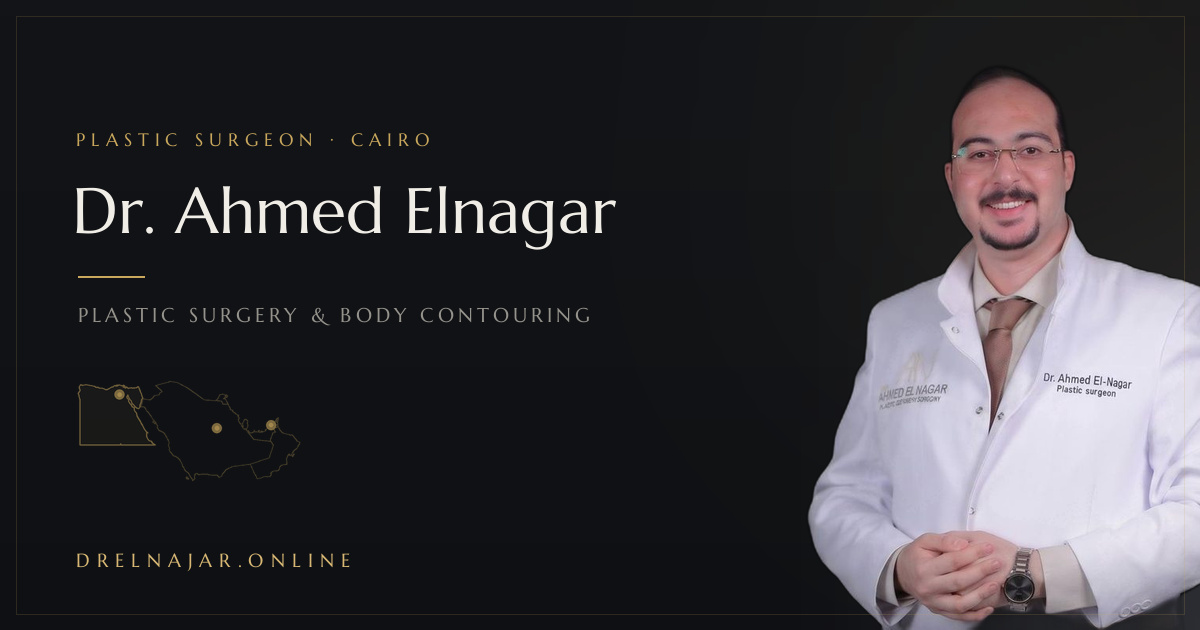 PLASTIC SURGEON · CAIRO
Dr. Ahmed Elnagar
PLASTIC SURGERY & BODY CONTOURING
DRELNAJAR.ONLINE
AHMED EL NAGAR
Dr. Ahmed El-Nagar
Plastic surgeon